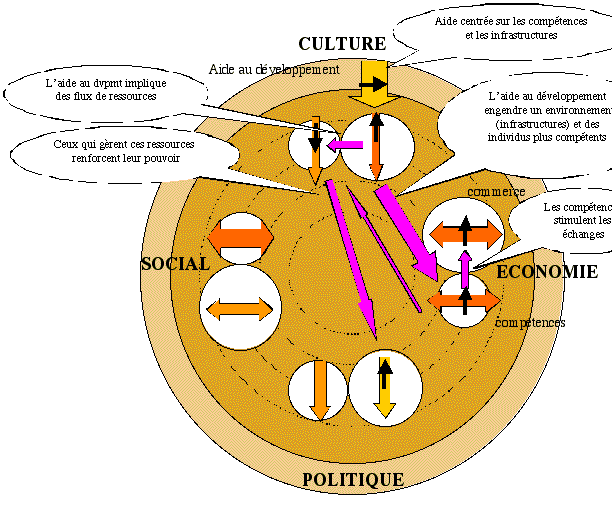 Aide centrée sur les compétences
et les infrastructures
CULTURE
Aide au développement
L'aide au dvpmt implique
des flux de ressources
L'aide au développement
engendre un environnement
(infrastructures) et des
individus plus compétents
Ceux qui gèrent ces ressources
renforcent leur pouvoir
commerce
Les compétenc
stimulent les
échanges
SOCIAL
ECONOMIE
compétences
POLITIQUE